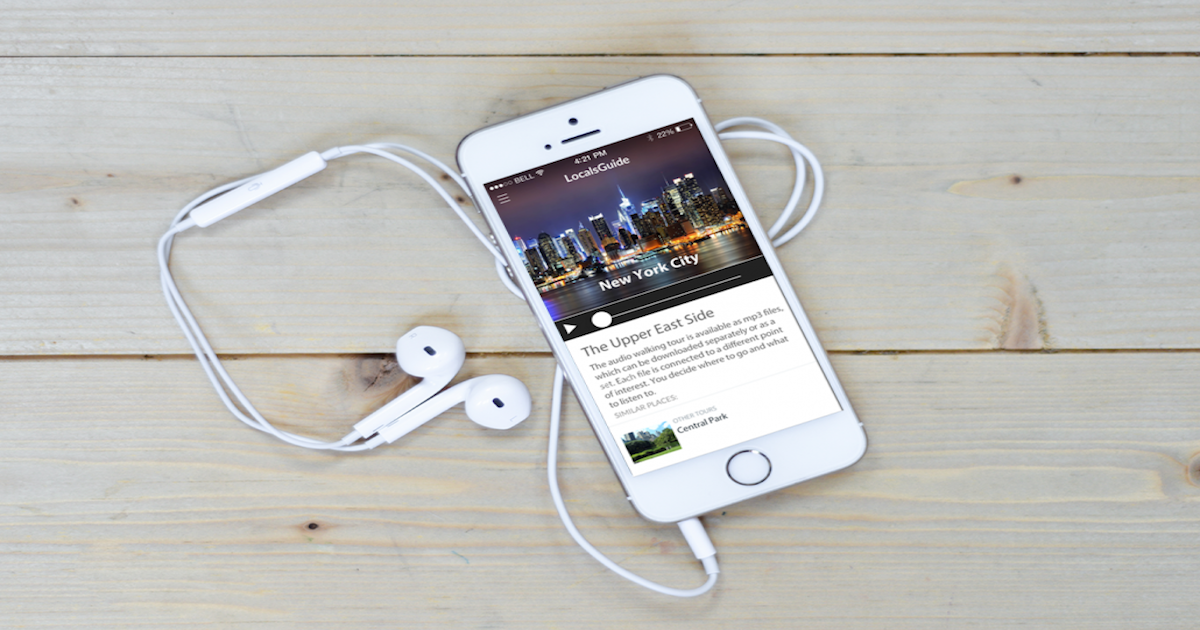 BELL 4:21 PM 22%
LocalsGuide
New York City
The Upper East Side
The audio walking tour is available as mp3 files,
which can be downloaded separately or as a
set. Each file is connected to a different point
of interest. You decide where to go and what
to listen to.
SIMILAR PLACES:
OTHER TOURS
Central Park